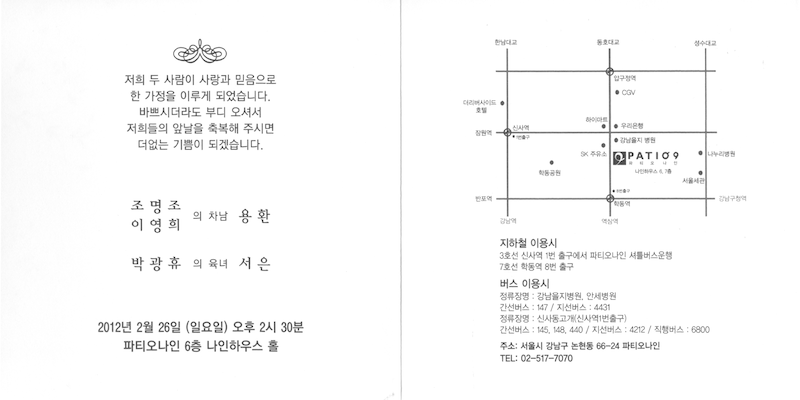 저희 두 사람이 사랑과 믿음으로
한 가정을 이루게 되었습니다.
바쁘시더라도 부디 오셔서
저희들의 앞날을 축복해 주시면
더없는 기쁨이 되겠습니다.
조 명 조
이 영 희 의 차남 용 환
박 광 휴 의 육녀 서 은
2012년 2월 26일 (일요일) 오후 2시 30분
파티오나인 6층 나인하우스 홀
한남대교 동호대교 성수대교
압구정역
CGV
리버사이드
호텔
하이마트 우리은행
잠원역 신사역
1번출구
강남을지 병원
SK 주유소
PATIO9
파티오나인
나누리병원
나인하우스 6, 7층
학동공원
서울세관
8번출구
반포역 학동역 강남구청역
강남역 역삼역
지하철 이용시
3호선 신사역 1번 출구에서 파티오나인 셔틀버스운행
7호선 학동역 8번 출구
버스 이용시
정류장명 : 강남을지병원, 안세병원
간선버스 : 147 / 지선버스 : 4431
정류장명 : 신사동고개(신사역1번출구)
간선버스 : 145, 148, 440 / 지선버스 : 4212 / 직행버스 : 6800
주소: 서울시 강남구 논현동 66-24 파티오나인
TEL: 02-517-7070